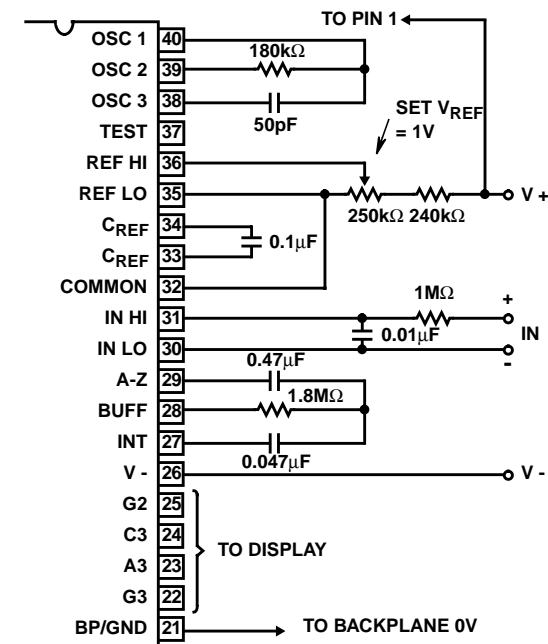 TO PIN 1
OSC 1 40
180kΩ
OSC 2 39
OSC 3 38
50pF
TEST 37
SET VREF
= 1V
REF HI 36
REF LO 35
V +
250kΩ 240kΩ
CREF 34
0.1µF
CREF 33
COMMON 32
1MΩ
IN HI 31
+
0.01µF
IN
IN LO 30
-
0.47µF
A-Z 29
1.8MΩ
BUFF 28
INT 27
0.047µF
V - 26
V -
G2 25
C3 24
TO DISPLAY
A3 23
G3 22
BP/GND 21
TO BACKPLANE 0V